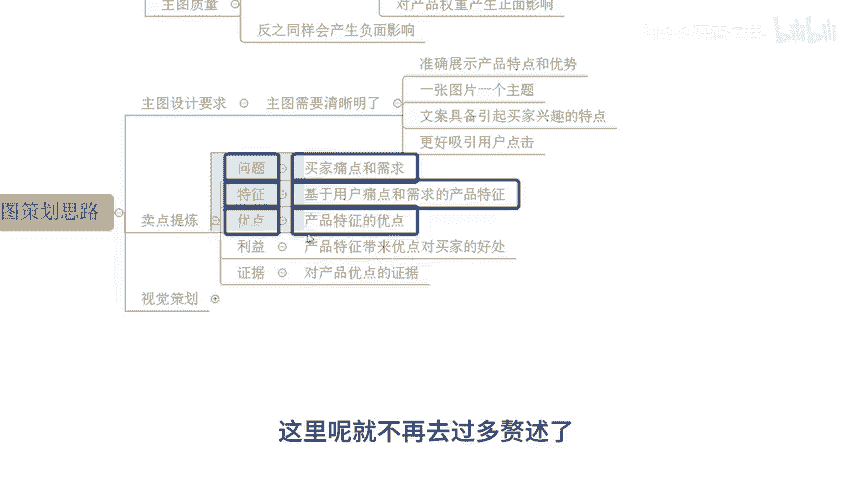 主图质量
对产品权重产生正面影响
反之同样会产生负面影响
准确展示产品特点和优势
主图设计要求
主图需要清晰明了
一张图片一个主题
文案具备引起买家兴趣的特点
更好吸引用户点击
问题
买家痛点和需求
特征
基于用户痛点和需求的产品特征
图策划思路
卖点提炼
优点
产品特征的优点
利益
产品特征带来优点对买家的好处
证据
对产品优点的证据
视觉策划
这里呢就不再去过多赘述了
bilibili